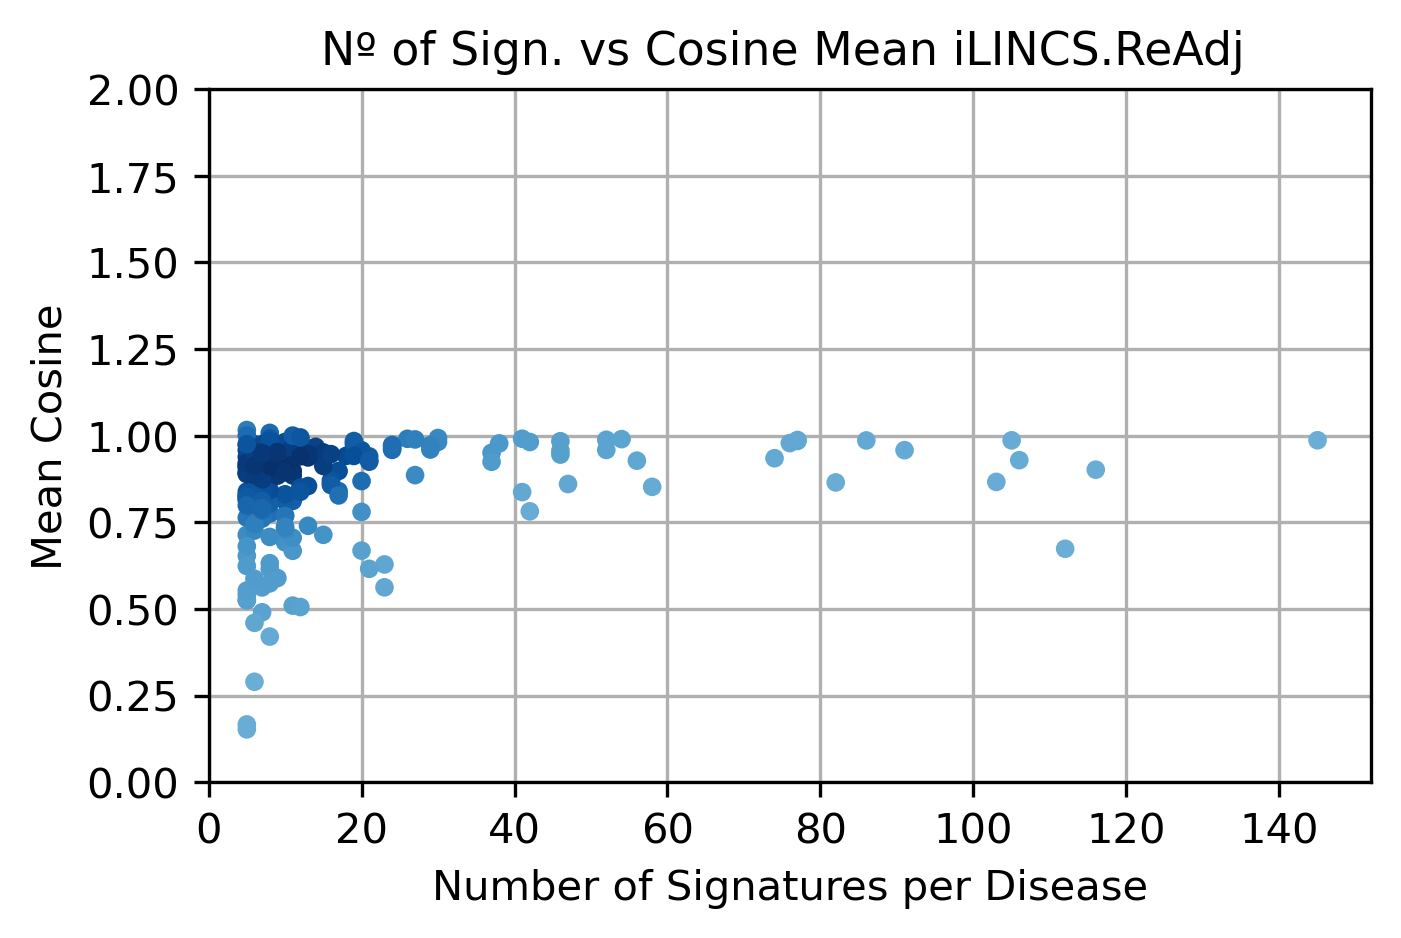 Nº of Sign. vs Cosine Mean iLINCS.ReAdj
2.00
1.75
1.50
1.25
1.00
0.75
0.50
0.25
0.00
Mean Cosine
0 20 40 60 80 100 120 140
Number of Signatures per Disease